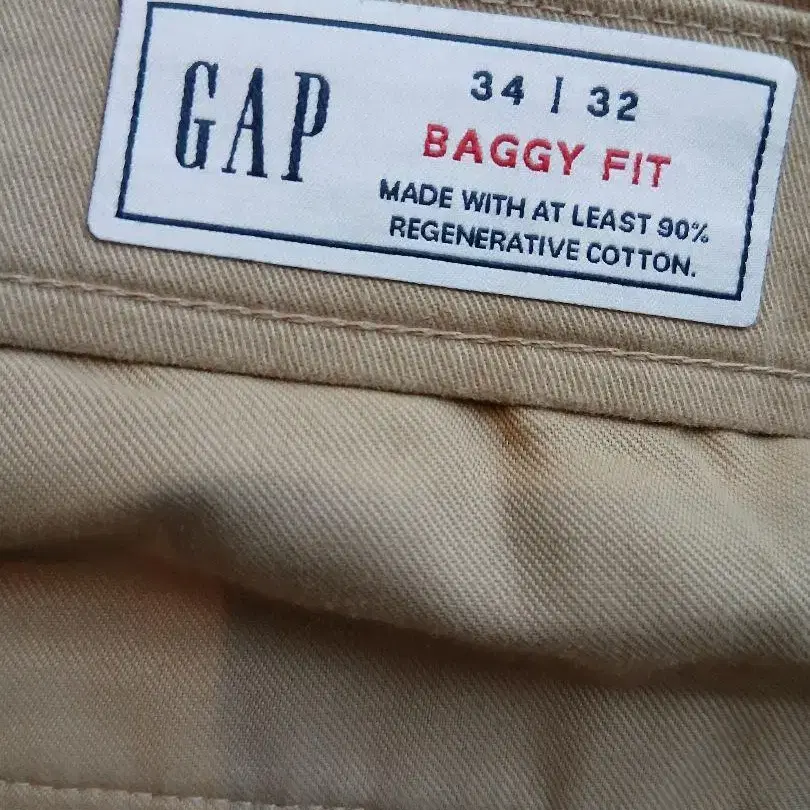 GAP
34 | 32
BAGGY FIT
MADE WITH AT LEAST 90%
REGENERATIVE COTTON.